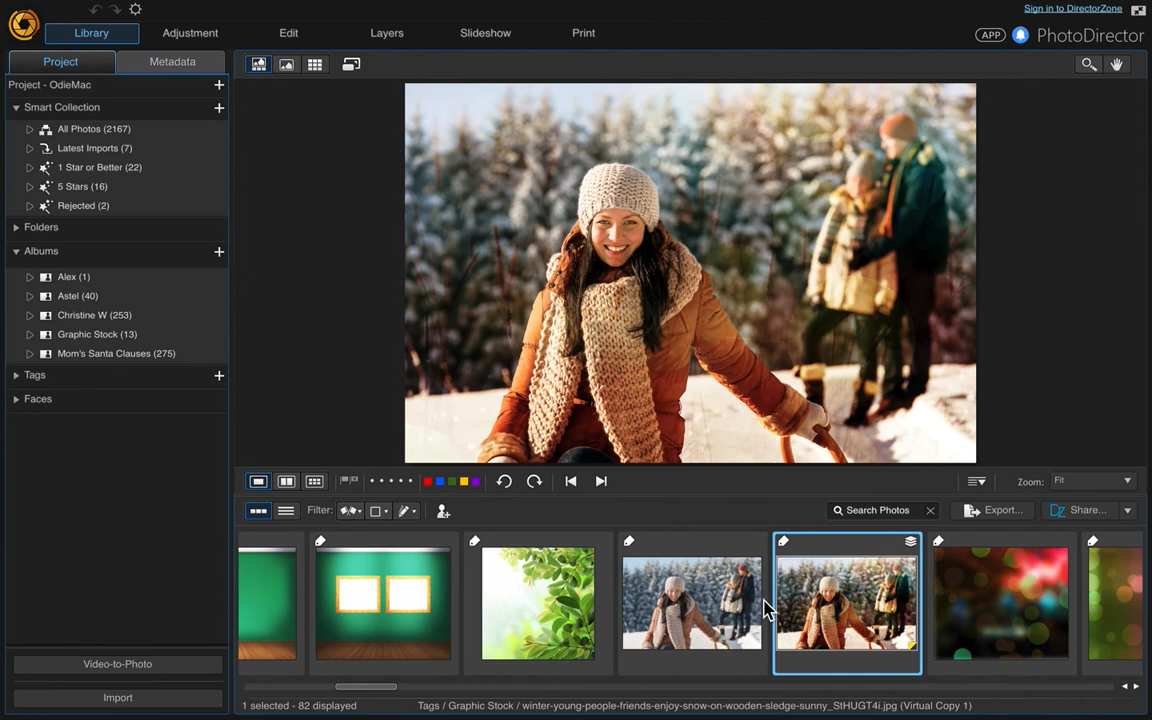 Sign in to DirectorZone
Library
Adjustment
Edit
Layers
Slideshow
Print
APP
PhotoDirector
Project
Metadata
Project - OdieMac
Smart Collection
All Photos (2167)
Latest Imports (7)
1 Star or Better (22)
5 Stars (16)
Rejected (2)
Folders
Albums
Alex (1)
Astel (40)
Christine W (253)
Graphic Stock (13)
Mom's Santa Clauses (275)
Tags
Faces
Zoom: Fit
Filter:
Search Photos
Export...
Share...
Video-to-Photo
Import
1 selected - 82 displayed
Tags / Graphic Stock / winter-young-people-friends-enjoy-snow-on-wooden-sledge-sunny_StHUGT4i.jpg (Virtual Copy 1)